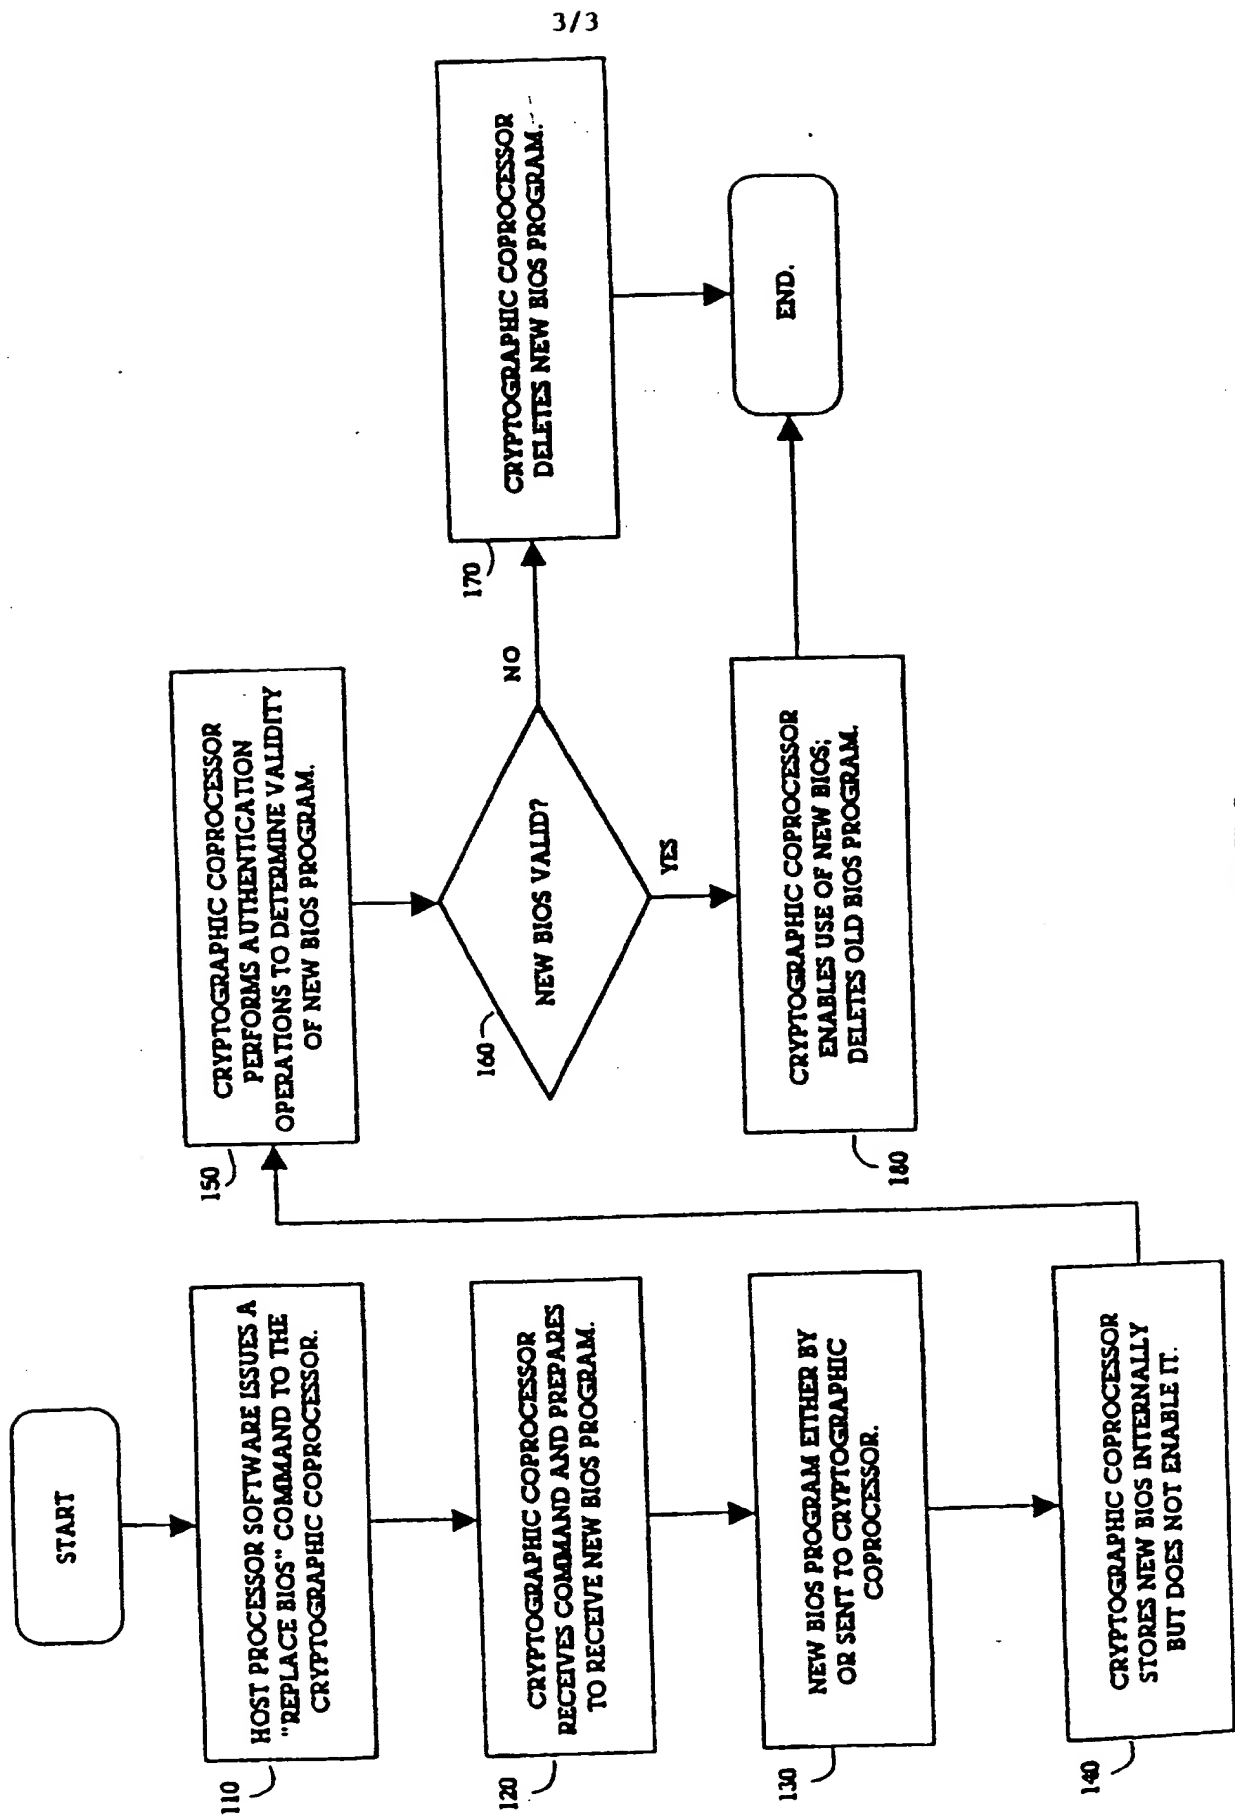 3/3
START
110
HOST PROCESSOR SOFTWARE ISSUES A
"REPLACE BIOS" COMMAND TO THE
CRYPTOGRAPHIC COPROCESSOR.
120
CRYPTOGRAPHIC COPROCESSOR
RECEIVES COMMAND AND PREPARES
TO RECEIVE NEW BIOS PROGRAM.
130
NEW BIOS PROGRAM EITHER BY
OR SENT TO CRYPTOGRAPHIC
COPROCESSOR.
140
CRYPTOGRAPHIC COPROCESSOR
STORES NEW BIOS INTERNALLY
BUT DOES NOT ENABLE IT.
150
CRYPTOGRAPHIC COPROCESSOR
PERFORMS AUTHENTICATION
OPERATIONS TO DETERMINE VALIDITY
OF NEW BIOS PROGRAM.
160
NEW BIOS VALID?
NO
YES
170
CRYPTOGRAPHIC COPROCESSOR
DELETES NEW BIOS PROGRAM.
180
CRYPTOGRAPHIC COPROCESSOR
ENABLES USE OF NEW BIOS;
DELETES OLD BIOS PROGRAM.
END.